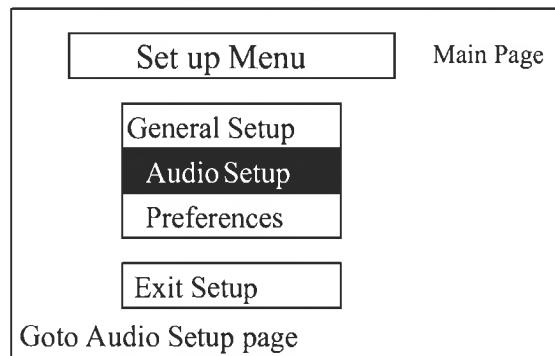 Set up Menu
Main Page
General Setup
Audio Setup
Preferences
Exit Setup
Goto Audio Setup page